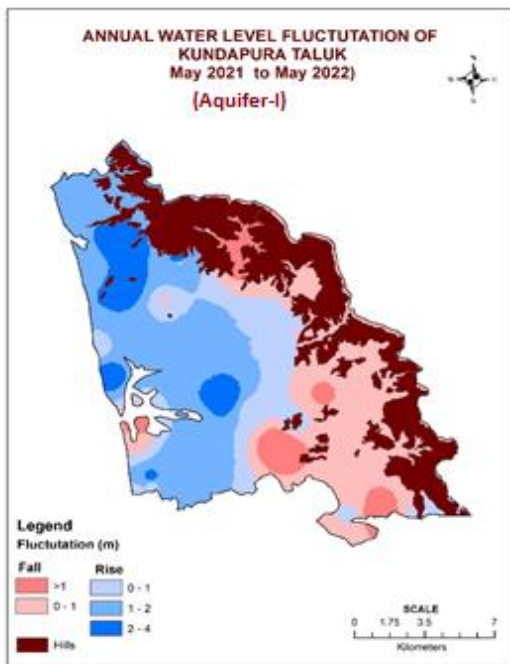 ANNUAL WATER LEVEL FLUCTUTATION OF
KUNDAPURA TALUK
May 2021 to May 2022)
(Aquifer-I)
N
Legend
Fluctutation (m)
Fall
Rise
>1
0 - 1
0 - 1
1 - 2
2 - 4
Hills
SCALE
0 1.75 3.5 7
Kilometers